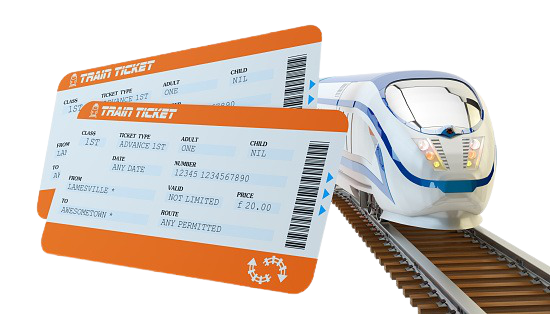 TRAIN TICKET
CLASS TICKET TYPE ADULT CHILD
1ST ADVANCE 1ST ONE NIL
FROM
TO
TRAIN TICKET
CLASS TICKET TYPE ADULT CHILD
1ST ADVANCE 1ST ONE NIL
DATE NUMBER
ANY DATE 12345 1234567890
FROM VALID PRICE
LAMESVILLE * NOT LIMITED £ 20.00
TO ROUTE
AWESOMETOWN * ANY PERMITTED